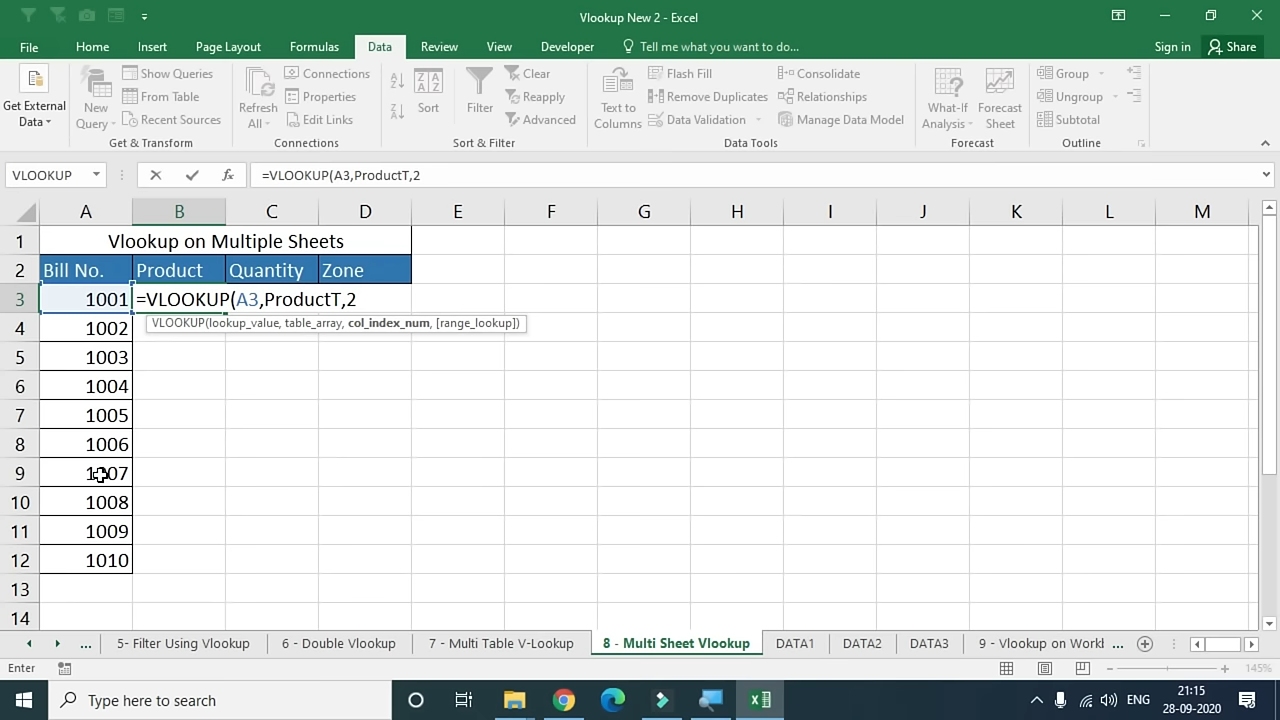 Vlookup New 2 - Excel
File Home Insert Page Layout Formulas Data Review View Developer Tell me what you want to do... Sign in Share
Get External Data
New Query
Show Queries
From Table
Recent Sources
Get & Transform
Refresh All
Connections
Properties
Edit Links
Connections
Sort
Filter
Clear
Reapply
Advanced
Sort & Filter
Text to Columns
Flash Fill
Remove Duplicates
Data Validation
Consolidate
Relationships
Manage Data Model
Data Tools
What-If Analysis
Forecast Sheet
Forecast
Group
Ungroup
Subtotal
Outline
VLOOKUP fx =VLOOKUP(A3,ProductT,2
A B C D E F G H I J K L M
1 Vlookup on Multiple Sheets
2 Bill No. Product Quantity Zone
3 1001 =VLOOKUP(A3,ProductT,2
VLOOKUP(lookup_value, table_array, col_index_num, [range_lookup])
4 1002
5 1003
6 1004
7 1005
8 1006
9 1007
10 1008
11 1009
12 1010
13
14
... 5- Filter Using Vlookup 6 - Double Vlookup 7 - Multi Table V-Lookup 8 - Multi Sheet Vlookup DATA1 DATA2 DATA3 9 - Vlookup on Workl ...
Enter 145%
Type here to search ENG 21:15
28-09-2020